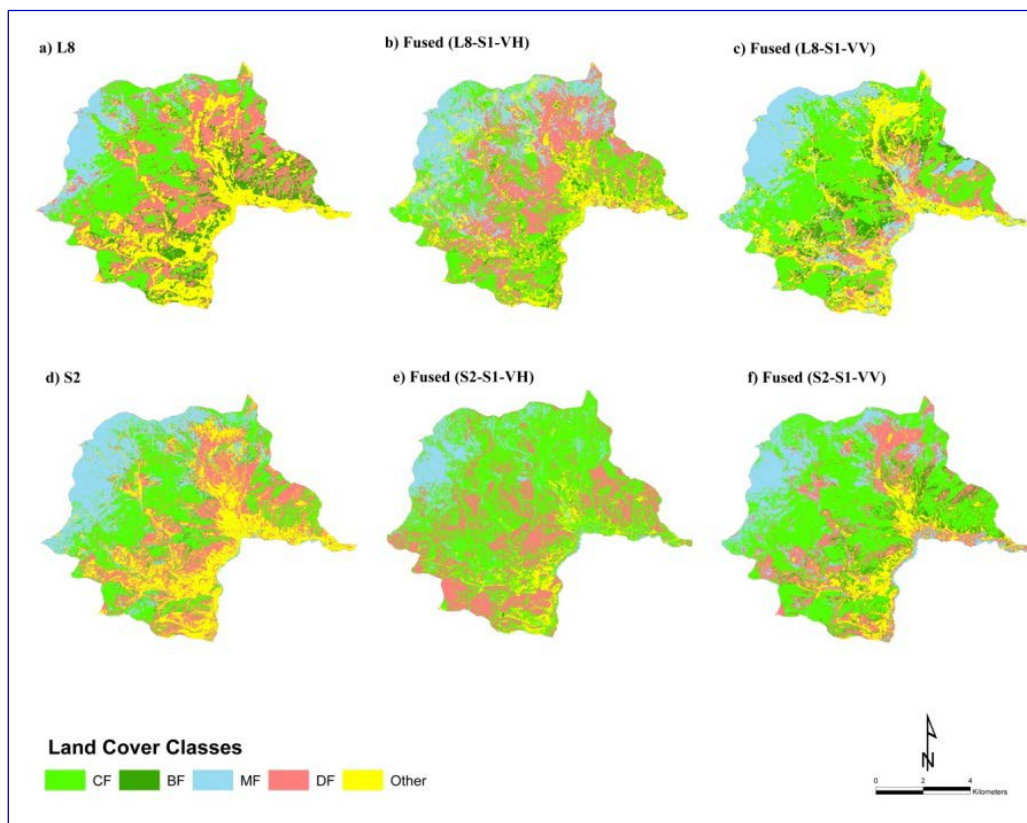 a) L8
b) Fused (L8-S1-VH)
c) Fused (L8-S1-VV)
d) S2
e) Fused (S2-S1-VH)
f) Fused (S2-S1-VV)
Land Cover Classes
CF BF MF DF Other
N
0 2 4
Kilometers